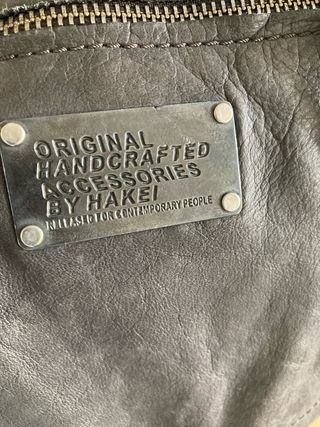 ORIGINAL
HANDCRAFTED
ACCESSORIES
BY HAKEI
RELEASED FOR CONTEMPORARY PEOPLE